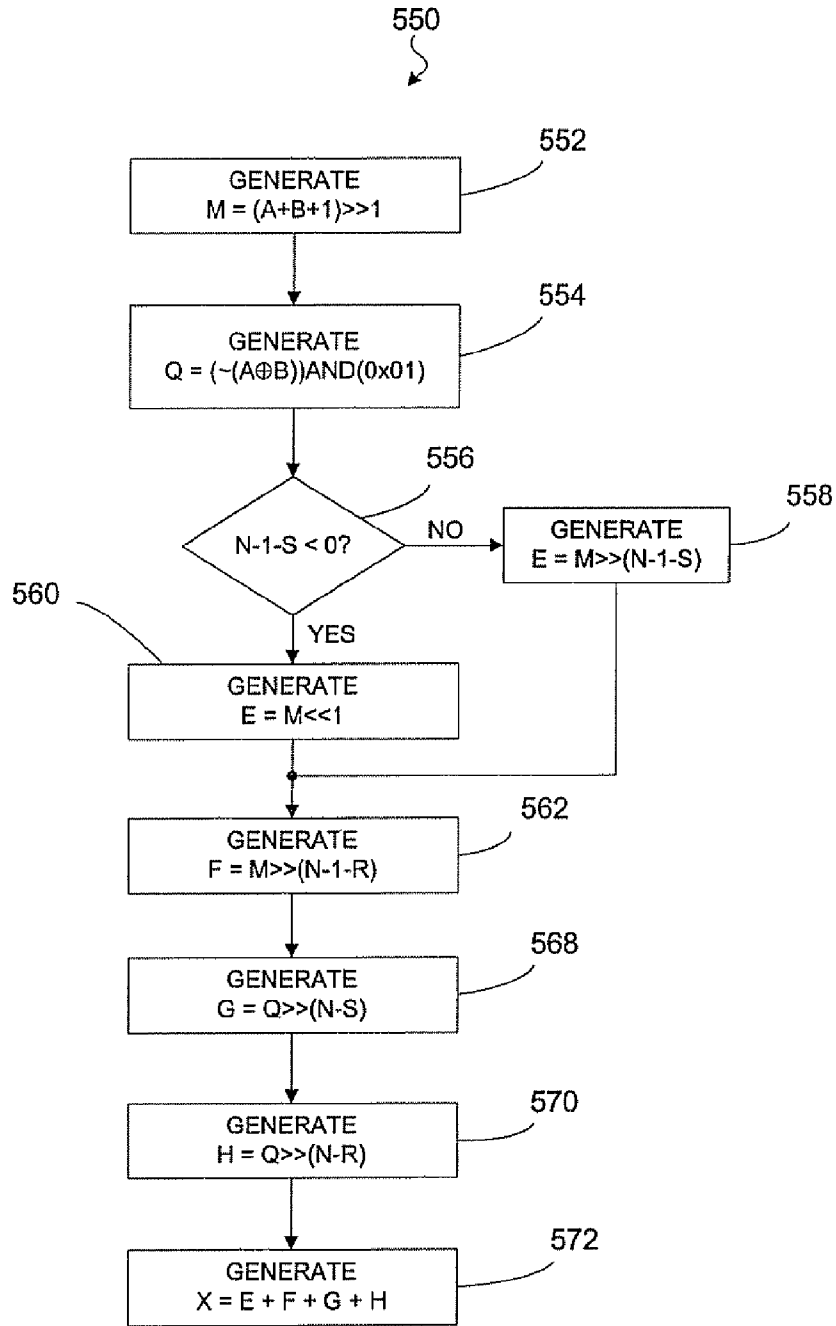 550
552
GENERATE
M = (A+B+1)>>1
554
GENERATE
Q = (~(A⊕B))AND(0x01)
556
N-1-S < 0?
NO
558
GENERATE
E = M>>(N-1-S)
560
YES
GENERATE
E = M<<1
562
GENERATE
F = M>>(N-1-R)
568
GENERATE
G = Q>>(N-S)
570
GENERATE
H = Q>>(N-R)
572
GENERATE
X = E + F + G + H